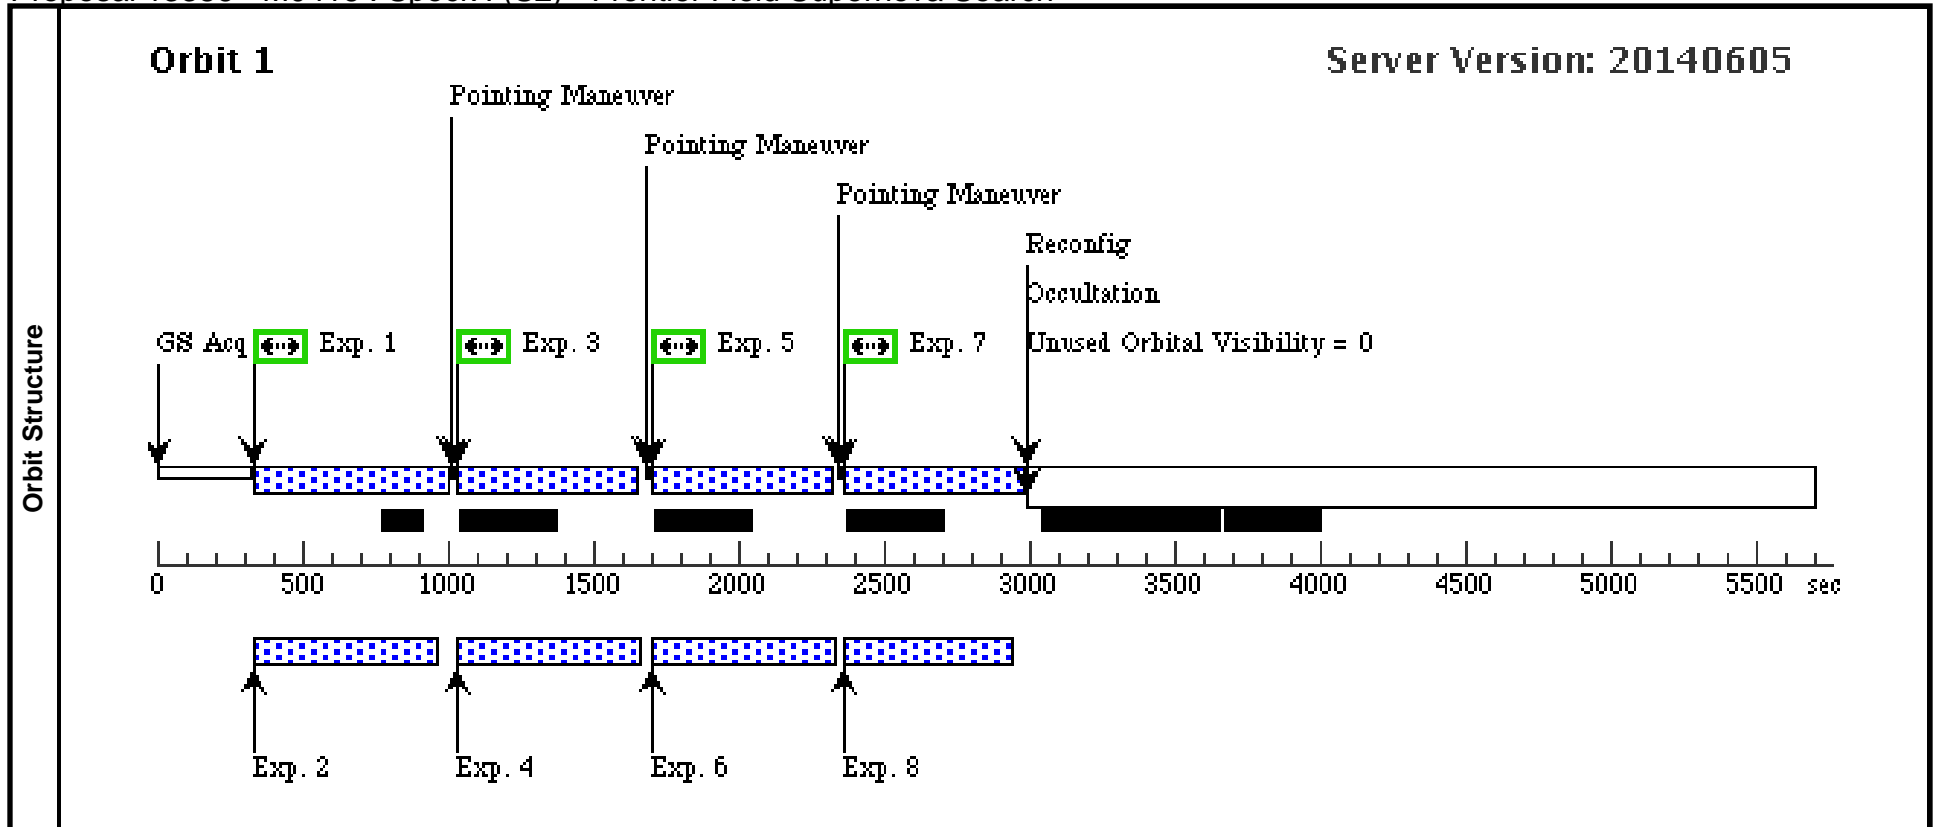 Orbit 1
Server Version: 20140605
Pointing Maneuver
Pointing Maneuver
Pointing Maneuver
Reconfig
Occultation
GS Acq Exp. 1 Exp. 3 Exp. 5 Exp. 7 Unused Orbital Visibility = 0
Orbit Structure
0 500 1000 1500 2000 2500 3000 3500 4000 4500 5000 5500 sec
Exp. 2 Exp. 4 Exp. 6 Exp. 8